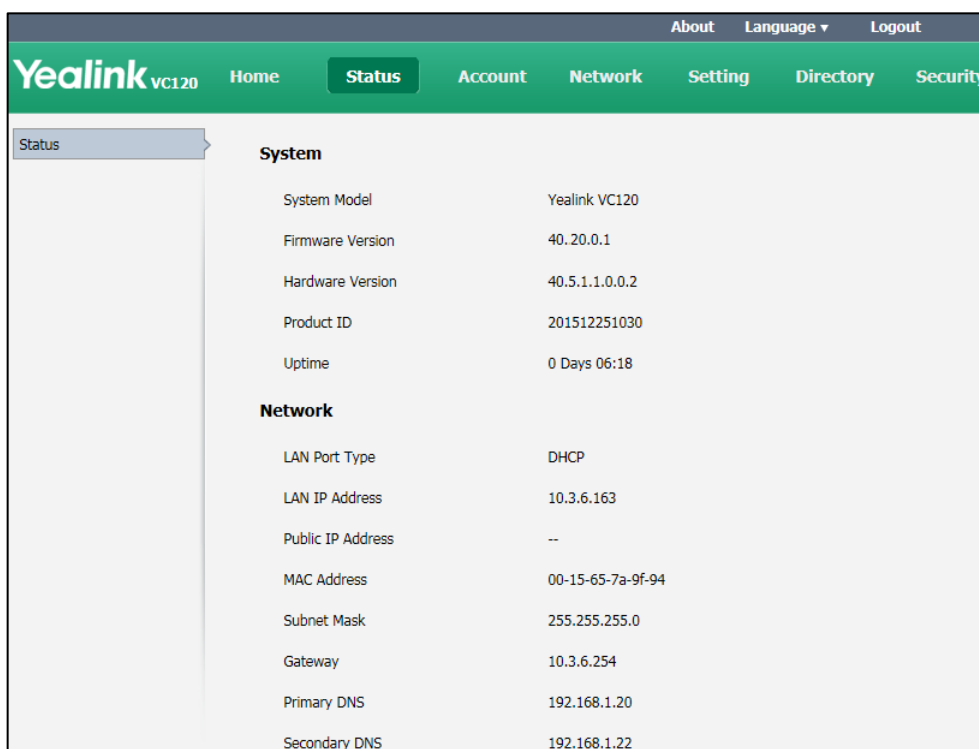 About Language ▾ Logout
Yealink VC120 Home Status Account Network Setting Directory Security
Status
System
System Model Yealink VC120
Firmware Version 40.20.0.1
Hardware Version 40.5.1.1.0.0.2
Product ID 201512251030
Uptime 0 Days 06:18
Network
LAN Port Type DHCP
LAN IP Address 10.3.6.163
Public IP Address --
MAC Address 00-15-65-7a-9f-94
Subnet Mask 255.255.255.0
Gateway 10.3.6.254
Primary DNS 192.168.1.20
Secondary DNS 192.168.1.22